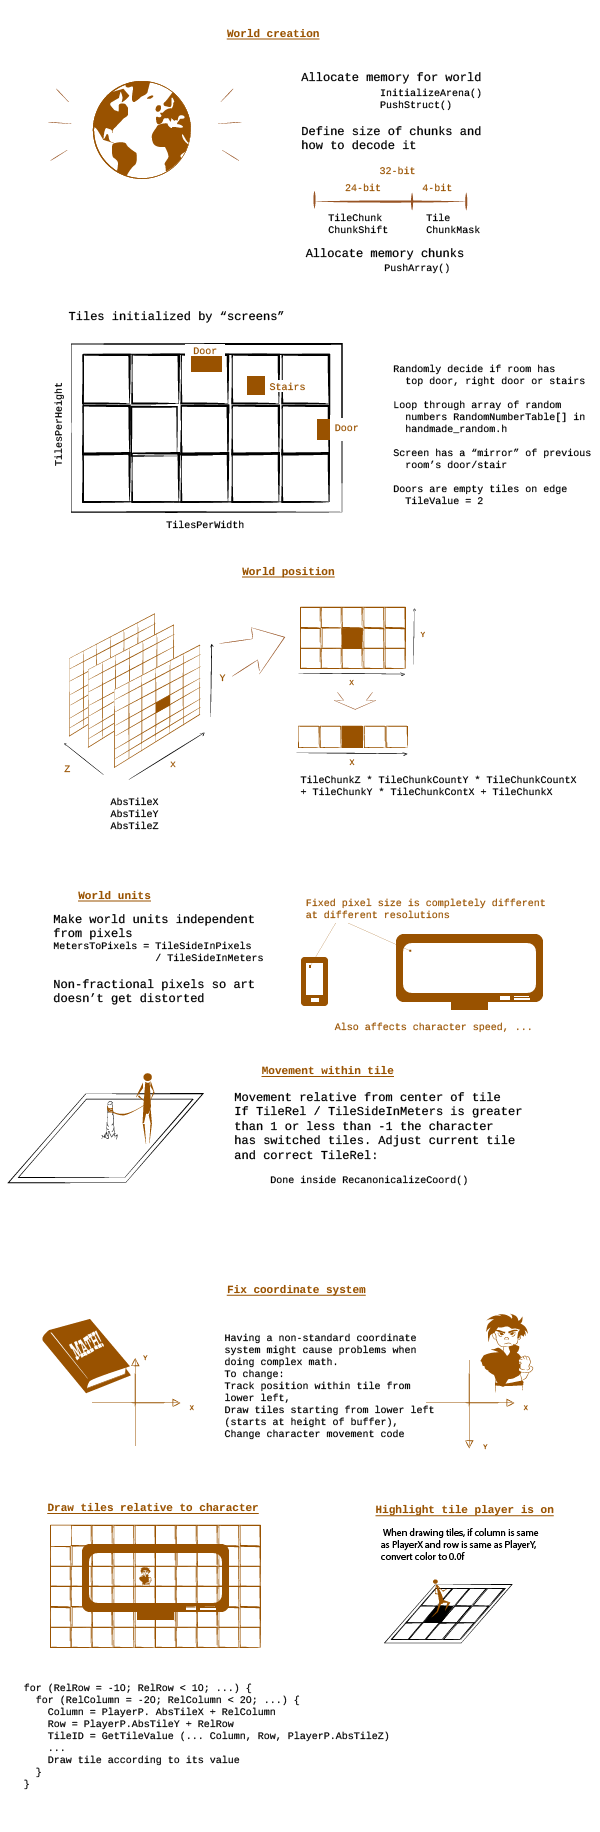 World creation
Allocate memory for world
InitializeArena()
PushStruct()
Define size of chunks and
how to decode it
32-bit
24-bit 4-bit
TileChunk Tile
ChunkShift ChunkMask
Allocate memory chunks
PushArray()
Tiles initialized by “screens”
Door
Stairs
Door
TilesPerHeight
TilesPerWidth
Randomly decide if room has
top door, right door or stairs
Loop through array of random
numbers RandomNumberTable[] in
handmade_random.h
Screen has a “mirror” of previous
room’s door/stair
Doors are empty tiles on edge
TileValue = 2
World position
Y
X
Z
AbsTileX
AbsTileY
AbsTileZ
Y
X
X
TileChunkZ * TileChunkCountY * TileChunkCountX
+ TileChunkY * TileChunkContX + TileChunkX
World units
Make world units independent
from pixels
MetersToPixels = TileSideInPixels
/ TileSideInMeters
Non-fractional pixels so art
doesn’t get distorted
Fixed pixel size is completely different
at different resolutions
Also affects character speed, ...
Movement within tile
Movement relative from center of tile
If TileRel / TileSideInMeters is greater
than 1 or less than -1 the character
has switched tiles. Adjust current tile
and correct TileRel:
Done inside RecanonicalizeCoord()
Fix coordinate system
MATH!
Y
X
Having a non-standard coordinate
system might cause problems when
doing complex math.
To change:
Track position within tile from
lower left,
Draw tiles starting from lower left
(starts at height of buffer),
Change character movement code
X
Y
Draw tiles relative to character
Highlight tile player is on
When drawing tiles, if column is same
as PlayerX and row is same as PlayerY,
convert color to 0.0f
for (RelRow = -10; RelRow < 10; ...) {
for (RelColumn = -20; RelColumn < 20; ...) {
Column = PlayerP. AbsTileX + RelColumn
Row = PlayerP.AbsTileY + RelRow
TileID = GetTileValue (... Column, Row, PlayerP.AbsTileZ)
...
Draw tile according to its value
}
}